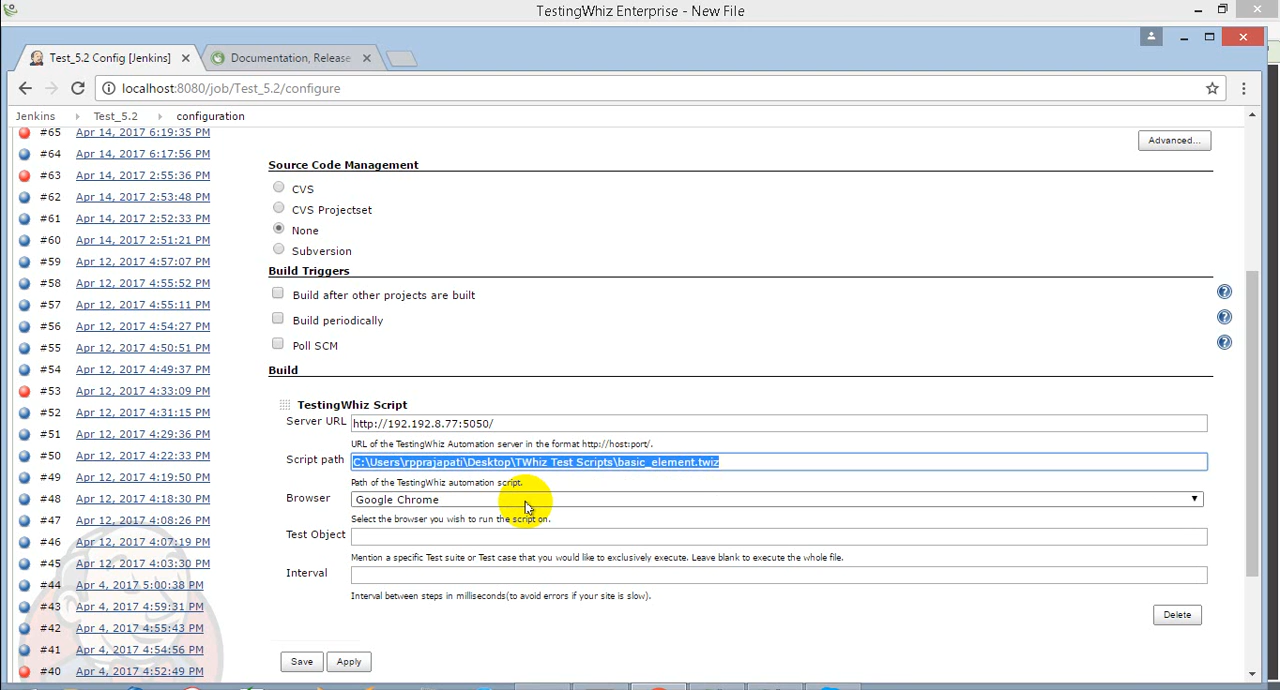 TestingWhiz Enterprise - New File
Test_5.2 Config [Jenkins]
Documentation, Release
localhost:8080/job/Test_5.2/configure
Jenkins Test_5.2 configuration
#65 Apr 14, 2017 6:19:35 PM
#64 Apr 14, 2017 6:17:56 PM
#63 Apr 14, 2017 2:55:36 PM
#62 Apr 14, 2017 2:53:48 PM
#61 Apr 14, 2017 2:52:33 PM
#60 Apr 14, 2017 2:51:21 PM
#59 Apr 12, 2017 4:57:07 PM
#58 Apr 12, 2017 4:55:52 PM
#57 Apr 12, 2017 4:55:11 PM
#56 Apr 12, 2017 4:54:27 PM
#55 Apr 12, 2017 4:50:51 PM
#54 Apr 12, 2017 4:49:37 PM
#53 Apr 12, 2017 4:33:09 PM
#52 Apr 12, 2017 4:31:15 PM
#51 Apr 12, 2017 4:29:36 PM
#50 Apr 12, 2017 4:22:33 PM
#49 Apr 12, 2017 4:19:50 PM
#48 Apr 12, 2017 4:18:30 PM
#47 Apr 12, 2017 4:08:26 PM
#46 Apr 12, 2017 4:07:19 PM
#45 Apr 12, 2017 4:03:30 PM
#44 Apr 4, 2017 5:00:38 PM
#43 Apr 4, 2017 4:59:31 PM
#42 Apr 4, 2017 4:55:43 PM
#41 Apr 4, 2017 4:54:56 PM
#40 Apr 4, 2017 4:52:49 PM
Advanced...
Source Code Management
CVS
CVS Projectset
None
Subversion
Build Triggers
Build after other projects are built
Build periodically
Poll SCM
Build
TestingWhiz Script
Server URL http://192.192.8.77:5050/
URL of the TestingWhiz Automation server in the format http://host:port/.
Script path C:\Users\rpprajapati\Desktop\TWhiz Test Scripts\basic_element.twiz
Path of the TestingWhiz automation script.
Browser Google Chrome
Select the browser you wish to run the script on.
Test Object
Mention a specific Test suite or Test case that you would like to exclusively execute. Leave blank to execute the whole file.
Interval
Interval between steps in milliseconds(to avoid errors if your site is slow).
Delete
Save Apply